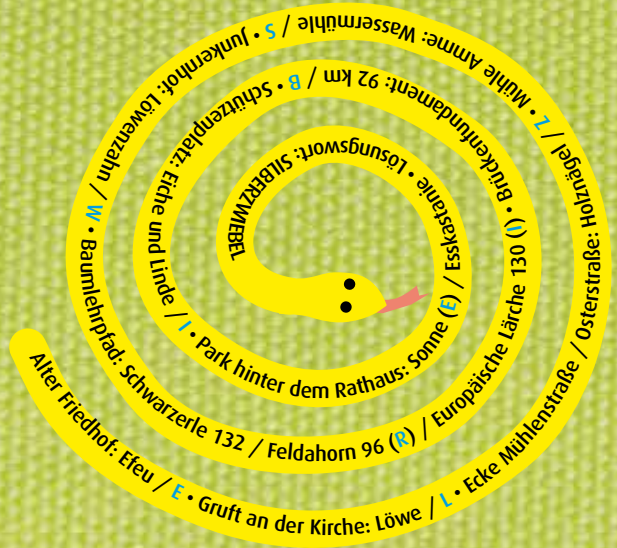 Alter Friedhof: Efeu / E • Gruft an der Kirche: Löwe / L • Ecke Mühlenstraße / Osterstraße: Holznägel / Z • Mühle Amme: Wassermühle / S • Junkernhof: Löwenzahn / W • Baumlehrpfad: Schwarzerle 132 / Feldahorn 96 (R) / Europäische Lärche 130 (I) • Brückenfundament: 92 km / B • Schützenplatz: Eiche und Linde / I • Park hinter dem Rathaus: Sonne (E) / Esskastanie • Lösungswort: SILBERZWIEBEL